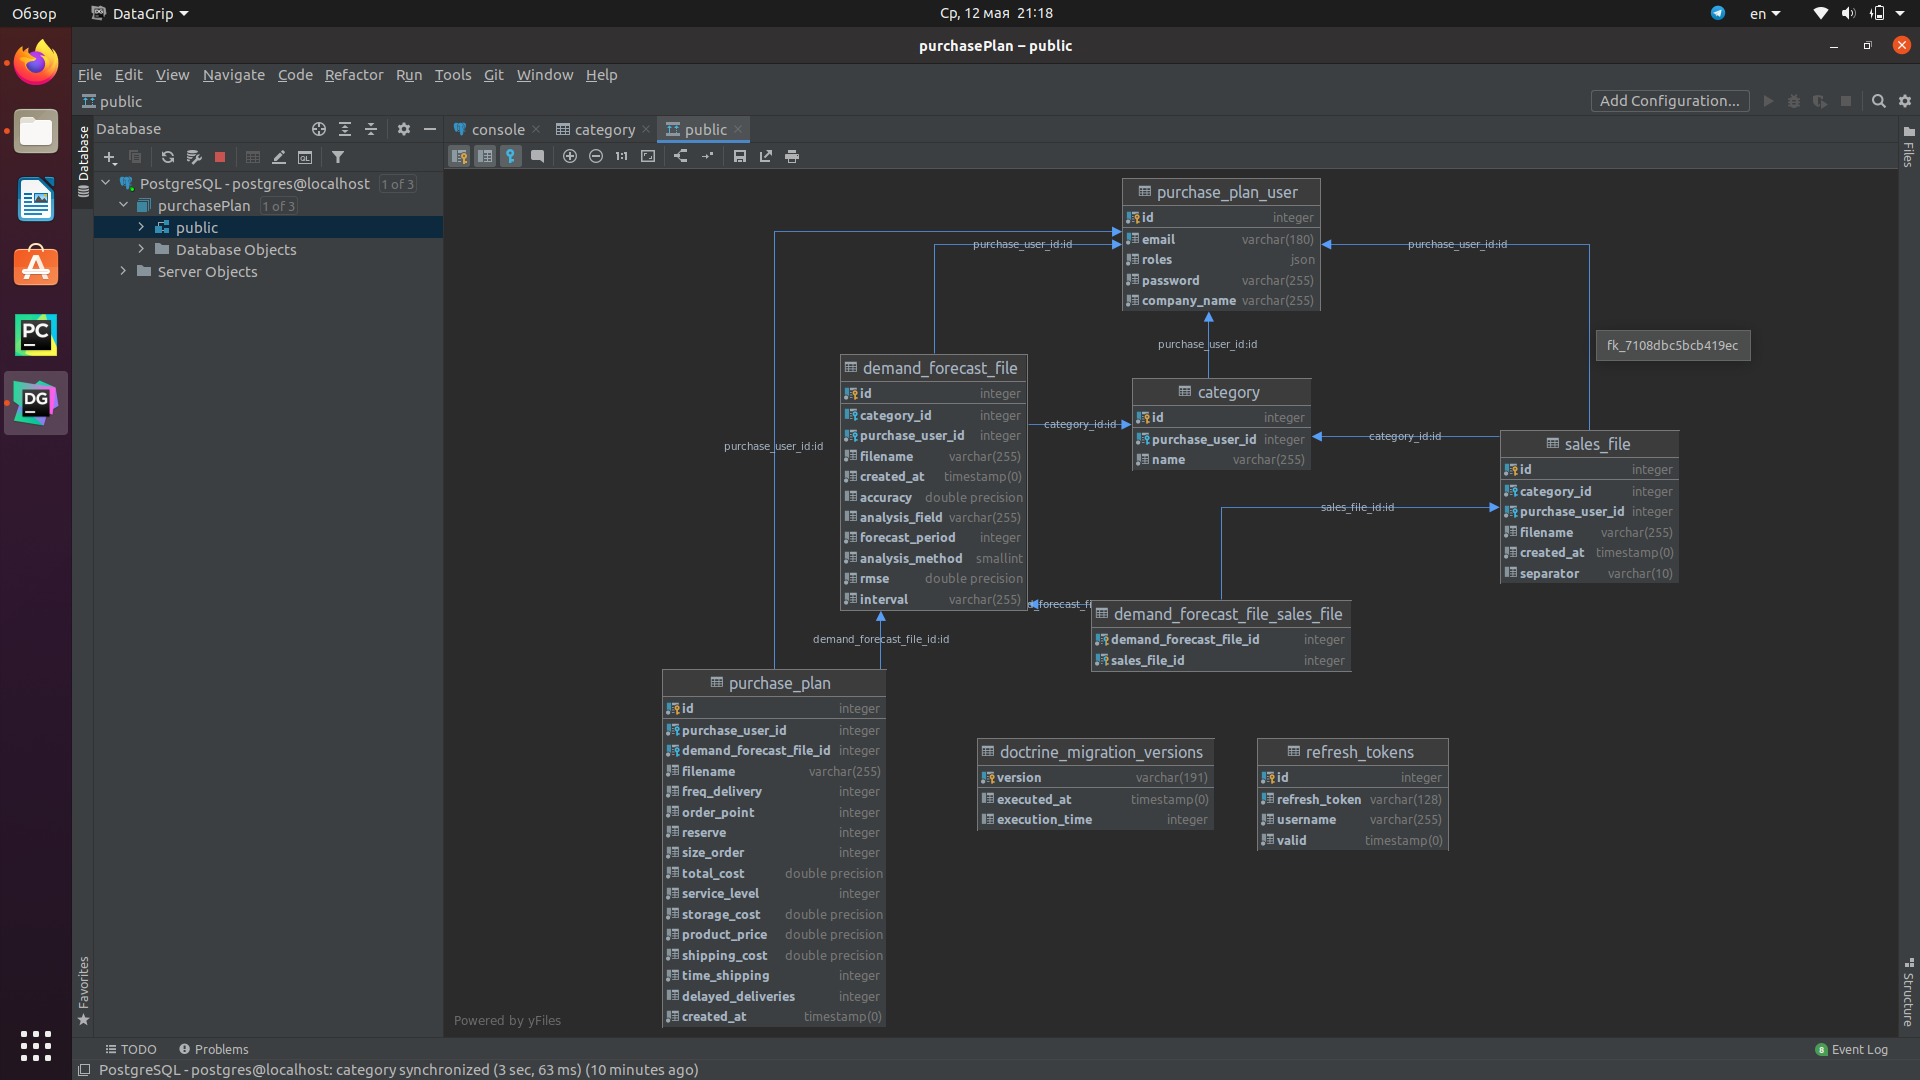 Обзор
DataGrip
Ср, 12 мая 21:18
en
purchasePlan – public
File Edit View Navigate Code Refactor Run Tools Git Window Help
public
Add Configuration...
Database
Database
console
category
public
Files
1:1
QL
PostgreSQL - postgres@localhost 1 of 3
purchasePlan 1 of 3
public
Database Objects
Server Objects
PC
DG
purchase_plan_user
id integer
email varchar(180)
roles json
password varchar(255)
company_name varchar(255)
purchase_user_id:id
purchase_user_id:id
purchase_user_id:id
purchase_user_id:id
fk_7108dbc5bcb419ec
demand_forecast_file
id integer
category_id integer
purchase_user_id integer
filename varchar(255)
created_at timestamp(0)
accuracy double precision
analysis_field varchar(255)
forecast_period integer
analysis_method smallint
rmse double precision
interval varchar(255)
category_id:id
category
id integer
purchase_user_id integer
name varchar(255)
category_id:id
sales_file
id integer
category_id integer
purchase_user_id integer
filename varchar(255)
created_at timestamp(0)
separator varchar(10)
sales_file_id:id
demand_forecast_file_sales_file
demand_forecast_file_id integer
sales_file_id integer
demand_forecast_file_id:id
purchase_plan
id integer
purchase_user_id integer
demand_forecast_file_id integer
filename varchar(255)
freq_delivery integer
order_point integer
reserve integer
size_order integer
total_cost double precision
service_level integer
storage_cost double precision
product_price double precision
shipping_cost double precision
time_shipping integer
delayed_deliveries integer
created_at timestamp(0)
doctrine_migration_versions
version varchar(191)
executed_at timestamp(0)
execution_time integer
refresh_tokens
id integer
refresh_token varchar(128)
username varchar(255)
valid timestamp(0)
Powered by yFiles
Favorites
Structure
TODO
Problems
8 Event Log
PostgreSQL - postgres@localhost: category synchronized (3 sec, 63 ms) (10 minutes ago)